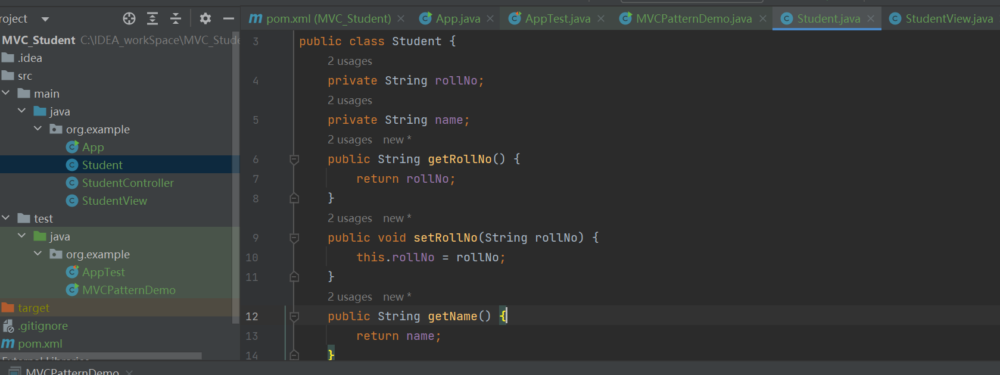 roject
pom.xml (MVC_Student) App.java AppTest.java MVCPatternDemo.java Student.java StudentView.java
MVC_Student C:\IDEA_workSpace\MVC_Stude
.idea
src
main
java
org.example
App
Student
StudentController
StudentView
test
java
org.example
AppTest
MVCPatternDemo
target
.gitignore
pom.xml
External Libraries
3 public class Student {
2 usages
4 private String rollNo;
2 usages
5 private String name;
2 usages new *
6 public String getRollNo() {
7 return rollNo;
8 }
2 usages new *
9 public void setRollNo(String rollNo) {
10 this.rollNo = rollNo;
11 }
2 usages new *
12 public String getName() {
13 return name;
14 }
MVCPatternDemo